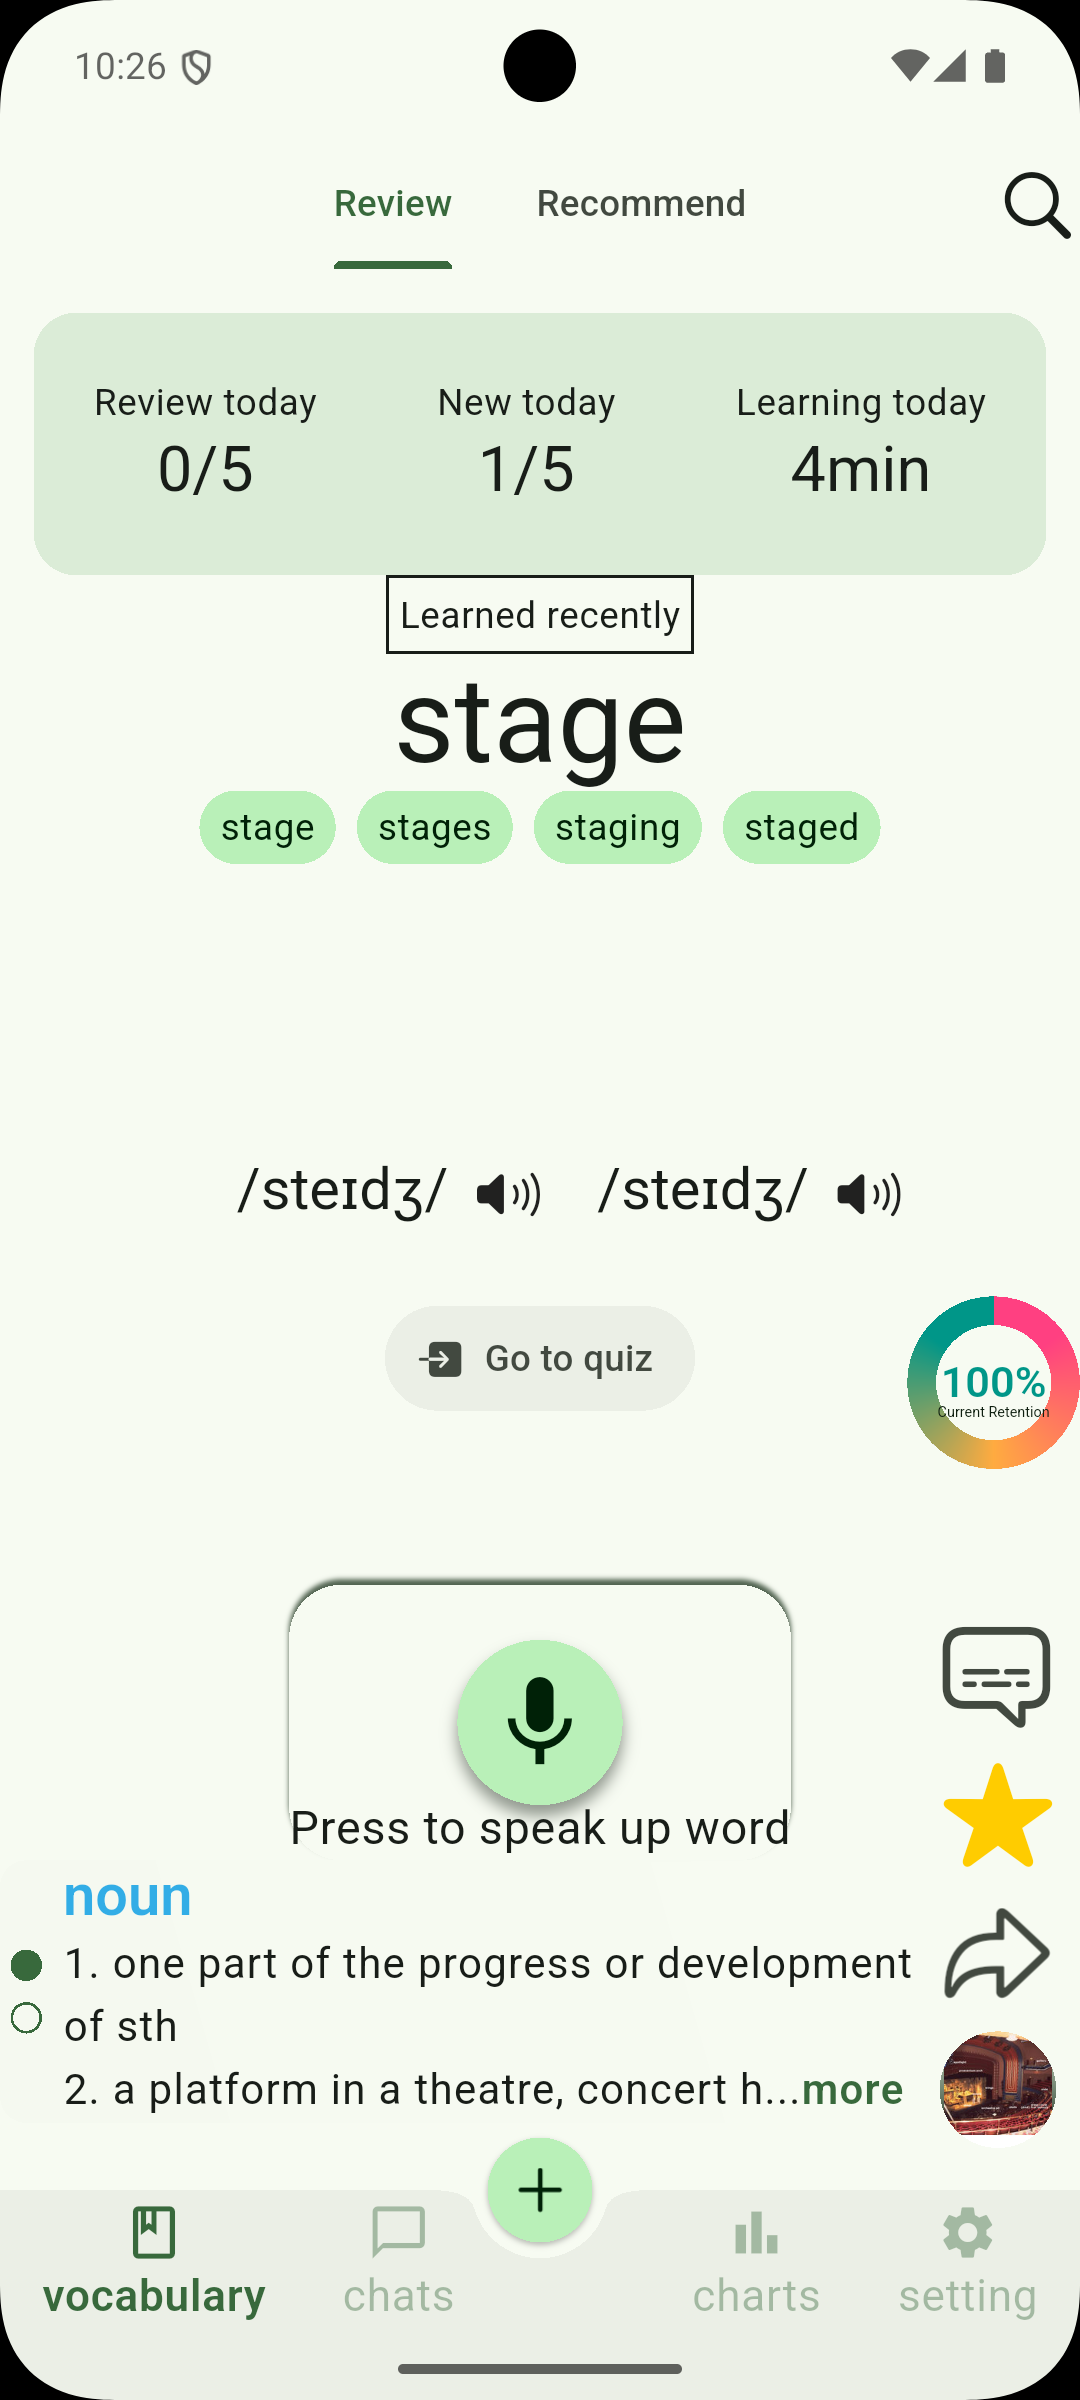 10:26
Review Recommend
Review today New today Learning today
0/5 1/5 4min
Learned recently
stage
stage stages staging staged
/steɪdʒ/ /steɪdʒ/
Go to quiz
100%
Current Retention
Press to speak up word
noun
1. one part of the progress or development
of sth
2. a platform in a theatre, concert h...more
vocabulary chats charts setting